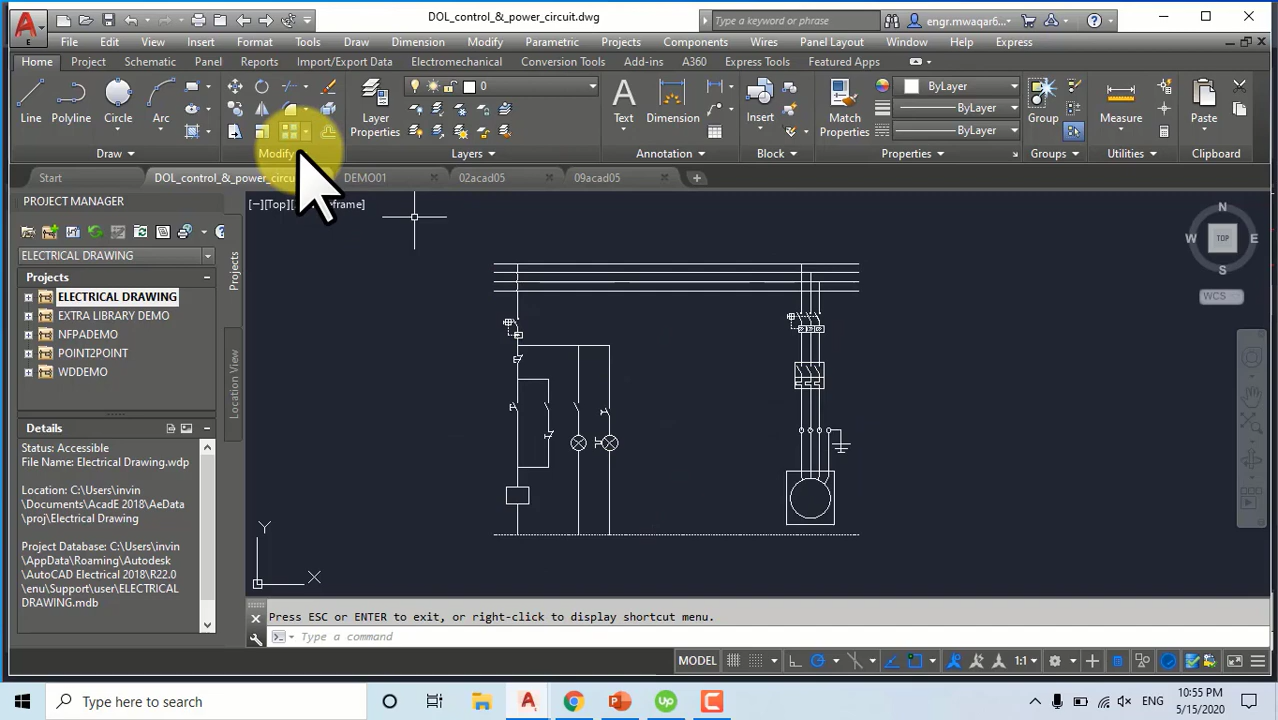 DOL_control_&_power_circuit.dwg
Type a keyword or phrase
engr.mwaqar6...
E
File Edit View Insert Format Tools Draw Dimension Modify Parametric Projects Components Wires Panel Layout Window Help Express
Home Project Schematic Panel Reports Import/Export Data Electromechanical Conversion Tools Add-ins A360 Express Tools Featured Apps
0
ByLayer
ByLayer
ByLayer
Line Polyline Circle Arc
Layer Properties
Text Dimension
Insert
Match Properties
Group
Measure
Paste
Draw Modify Layers Annotation Block Properties Groups Utilities Clipboard
Start DOL_control_&_power_circu DEMO01 02acad05 09acad05
PROJECT MANAGER
[−][Top][ eframe]
ELECTRICAL DRAWING
Projects
ELECTRICAL DRAWING
EXTRA LIBRARY DEMO
NFPADEMO
POINT2POINT
WDDEMO
Projects
Location View
Details
Status: Accessible
File Name: Electrical Drawing.wdp
Location: C:\Users\invin
\Documents\AcadE 2018\AeData
\proj\Electrical Drawing
Project Database: C:\Users\invin
\AppData\Roaming\Autodesk
\AutoCAD Electrical 2018\R22.0
\enu\Support\user\ELECTRICAL
DRAWING.mdb
N
W TOP E
S
WCS
Y
X
Press ESC or ENTER to exit, or right-click to display shortcut menu.
Type a command
MODEL 1:1
Type here to search
ENG
10:55 PM
5/15/2020